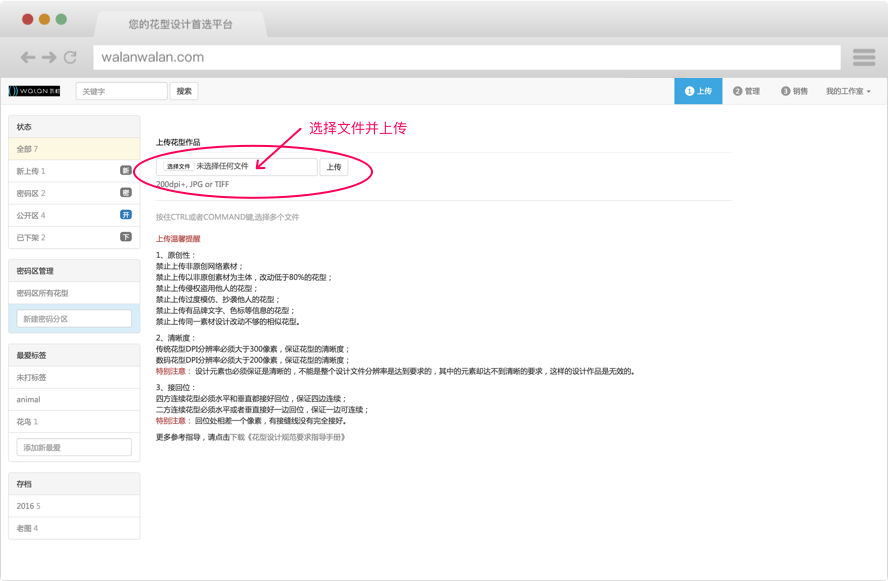 您的花型设计首选平台
walanwalan.com
WALAN
关键字
搜索
1 上传
2 管理
3 销售
我的工作室
状态
全部 7
新上传 1 新
密码区 2 密
公开区 4 开
已下架 2 下
密码区管理
密码区所有花型
新建密码分区
最爱标签
未打标签
animal
花鸟 1
添加新最爱
存档
2016 5
老图 4
选择文件并上传
上传花型作品
选择文件 未选择任何文件
上传
200dpi+, JPG or TIFF
按住CTRL或者COMMAND键,选择多个文件
上传温馨提醒
1、原创性：
禁止上传非原创网络素材；
禁止上传以非原创素材为主体，改动低于80%的花型；
禁止上传侵权盗用他人的花型；
禁止上传过度模仿、抄袭他人的花型；
禁止上传有品牌文字、色标等信息的花型；
禁止上传同一素材设计改动不够的相似花型。
2、清晰度：
传统花型DPI分辨率必须大于300像素，保证花型的清晰度；
数码花型DPI分辨率必须大于200像素，保证花型的清晰度；
特别注意： 设计元素也必须保证是清晰的，不能是整个设计文件分辨率是达到要求的，其中的元素却达不到清晰的要求，这样的设计作品是无效的。
3、接回位：
四方连续花型必须水平和垂直都接好回位，保证四边连续；
二方连续花型必须水平或者垂直接好一边回位，保证一边可连续；
特别注意： 回位处相差一个像素，有接缝线没有完全接好。
更多参考指导，请点击下载《花型设计规范要求指导手册》